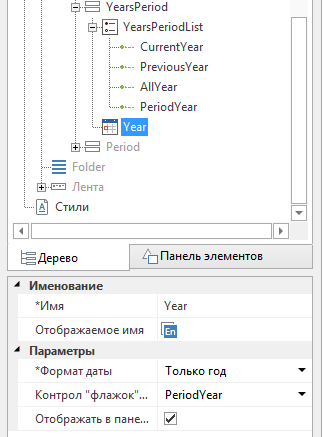 YearsPeriod
YearsPeriodList
CurrentYear
PreviousYear
AllYear
PeriodYear
Year
Period
Folder
Лента
Стили
Дерево
Панель элементов
Именование
*Имя Year
Отображаемое имя En
Параметры
*Формат даты Только год
Контрол "флажок"... PeriodYear
Отображать в пане...